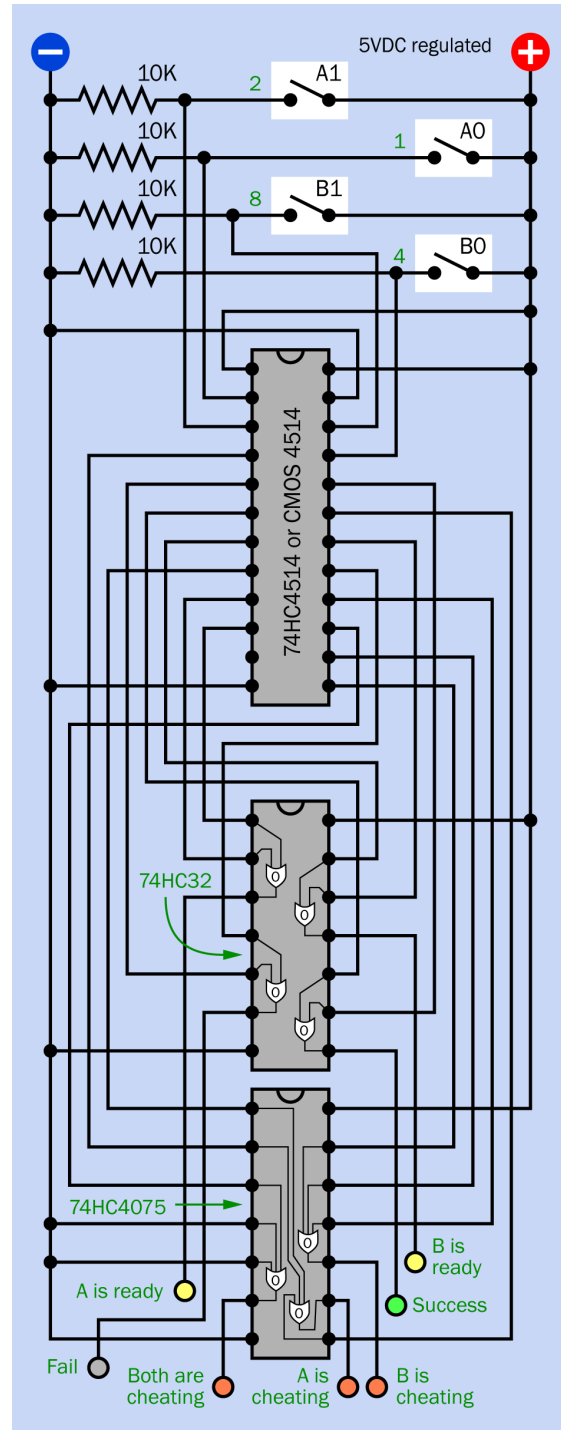 5VDC regulated
− +
10K 2 A1
10K 1 A0
10K 8 B1
10K 4 B0
74HC4514 or CMOS 4514
74HC32
O
O
O
O
74HC4075
O
O
O
A is ready
B is
ready
Success
Fail
Both are
cheating
A is
cheating
B is
cheating